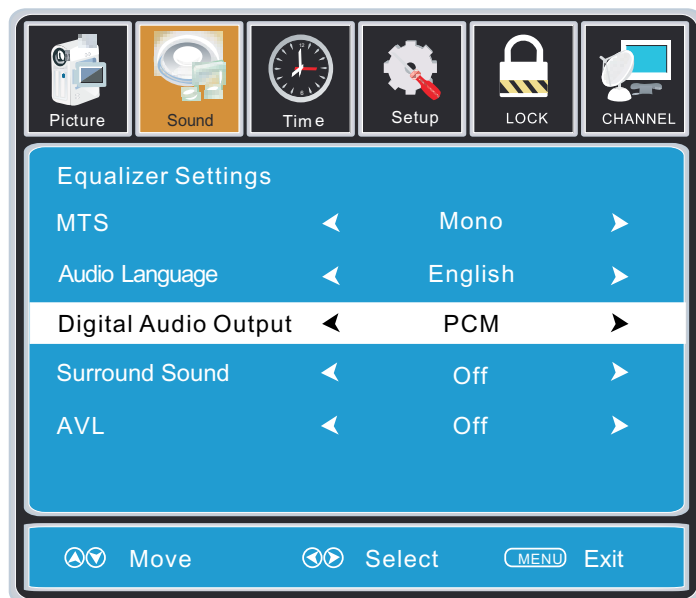 Picture Sound Time Setup LOCK CHANNEL
Equalizer Settings
MTS Mono
Audio Language English
Digital Audio Output PCM
Surround Sound Off
AVL Off
Move Select MENU Exit